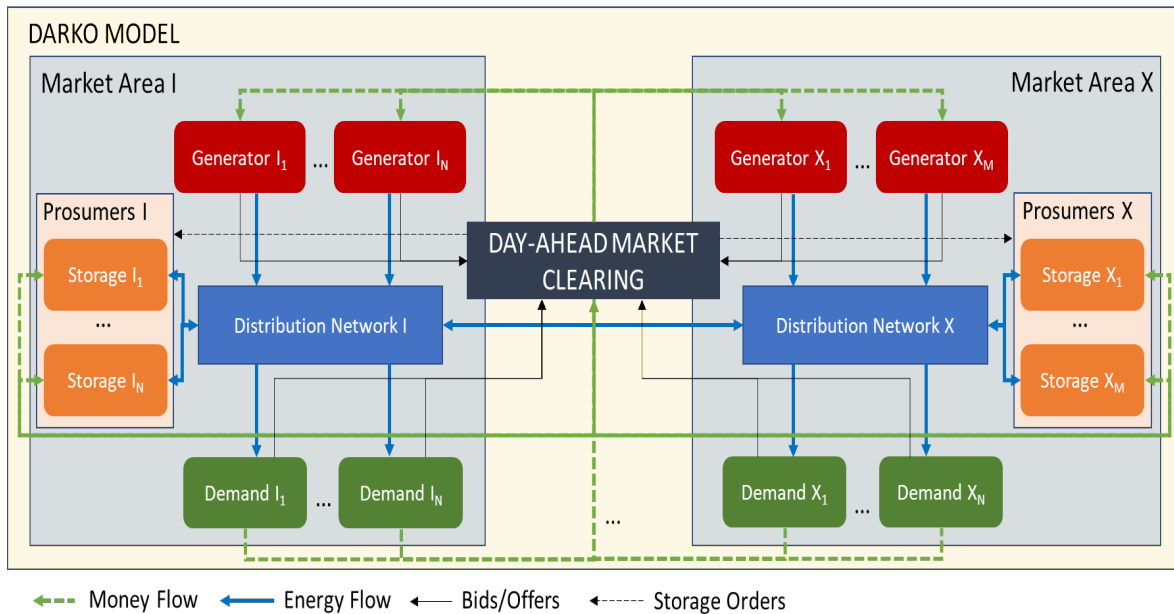 DARKO MODEL
Market Area I
Market Area X
Generator I1
...
Generator IN
Generator X1
...
Generator XM
Prosumers I
Prosumers X
DAY-AHEAD MARKET
CLEARING
Storage I1
...
Storage IN
Distribution Network I
Distribution Network X
Storage X1
...
Storage XM
Demand I1
...
Demand IN
...
Demand X1
...
Demand XN
Money Flow
Energy Flow
Bids/Offers
Storage Orders